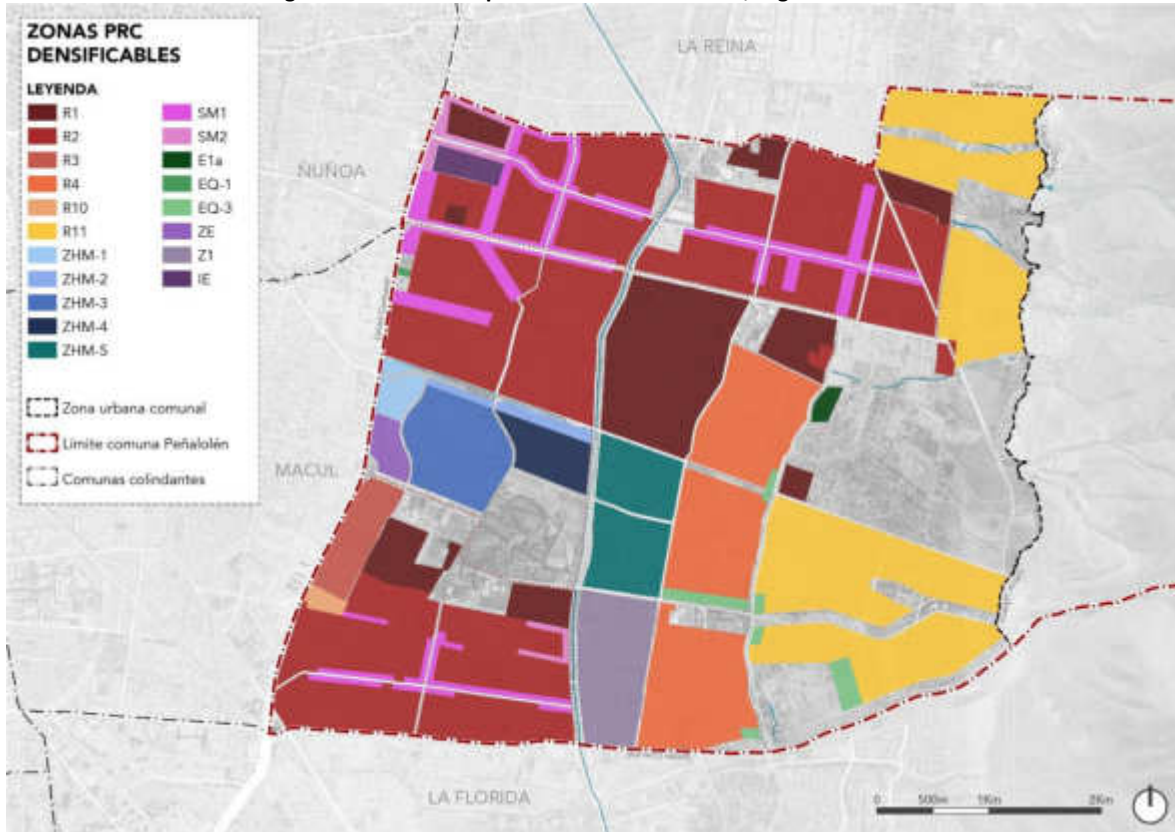 ZONAS PRC
DENSIFICABLES
LEYENDA
R1
R2
R3
R4
R10
R11
ZHM-1
ZHM-2
ZHM-3
ZHM-4
ZHM-5
SM1
SM2
E1a
EQ-1
EQ-3
ZE
Z1
IE
Zona urbana comunal
Límite comuna Peñalolén
Comunas colindantes
LA REINA
ÑUÑOA
MACUL
LA FLORIDA
0 500m 1Km 2Km